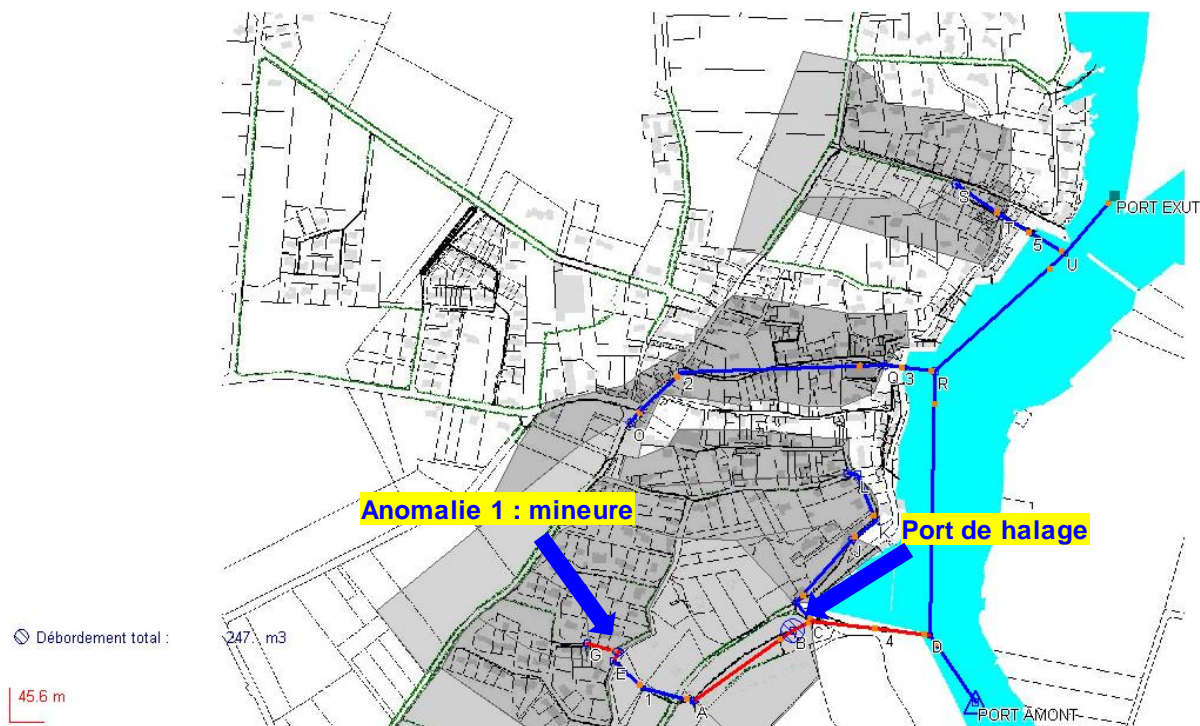 S
PORT EXUT
5
U
2
Q 3
R
O
L
Anomalie 1 : mineure
K
Port de halage
J
Débordement total : 247. m3
G
B
C
4
D
E
1
A
45.6 m
PORT AMONT